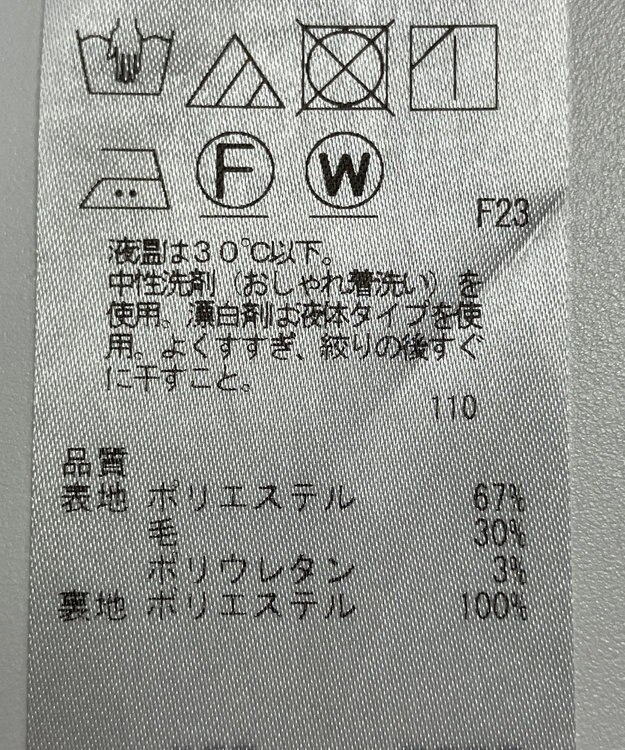 F W
F23
液温は30℃以下。
中性洗剤（おしゃれ着洗い）を
使用、漂白剤は液体タイプを使
用。よくすすぎ、絞りの後すぐ
に干すこと。
110
品質
表地 ポリエステル 67%
毛 30%
ポリウレタン 3%
裏地 ポリエステル 100%